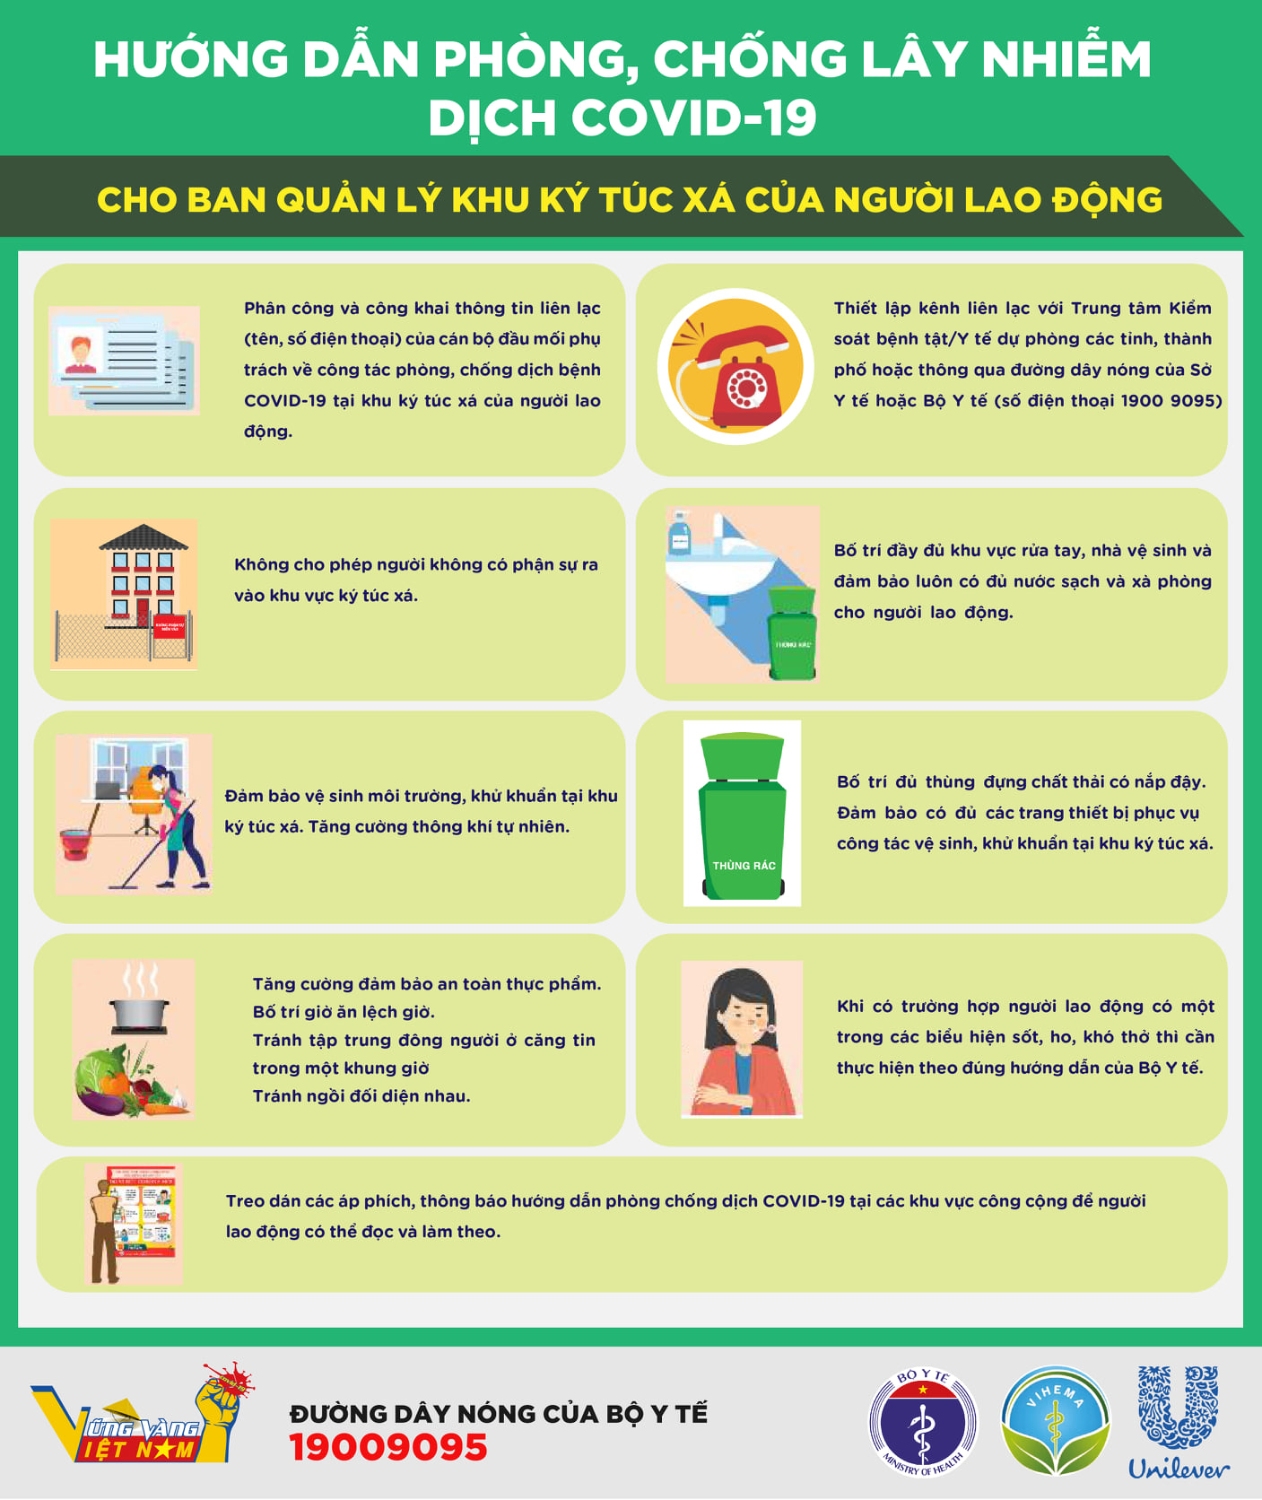 HƯỚNG DẪN PHÒNG, CHỐNG LÂY NHIỄM
DỊCH COVID-19
CHO BAN QUẢN LÝ KHU KÝ TÚC XÁ CỦA NGƯỜI LAO ĐỘNG
Phân công và công khai thông tin liên lạc
(tên, số điện thoại) của cán bộ đầu mối phụ
trách về công tác phòng, chống dịch bệnh
COVID-19 tại khu ký túc xá của người lao
động.
Thiết lập kênh liên lạc với Trung tâm Kiểm
soát bệnh tật/Y tế dự phòng các tỉnh, thành
phố hoặc thông qua đường dây nóng của Sở
Y tế hoặc Bộ Y tế (số điện thoại 1900 9095)
Không cho phép người không có phận sự ra
vào khu vực ký túc xá.
Bố trí đầy đủ khu vực rửa tay, nhà vệ sinh và
đảm bảo luôn có đủ nước sạch và xà phòng
cho người lao động.
THÙNG RÁC
Đảm bảo vệ sinh môi trường, khử khuẩn tại khu
ký túc xá. Tăng cường thông khí tự nhiên.
THÙNG RÁC
Bố trí đủ thùng đựng chất thải có nắp đậy.
Đảm bảo có đủ các trang thiết bị phục vụ
công tác vệ sinh, khử khuẩn tại khu ký túc xá.
Tăng cường đảm bảo an toàn thực phẩm.
Bố trí giờ ăn lệch giờ.
Tránh tập trung đông người ở căng tin
trong một khung giờ
Tránh ngồi đối diện nhau.
Khi có trường hợp người lao động có một
trong các biểu hiện sốt, ho, khó thở thì cần
thực hiện theo đúng hướng dẫn của Bộ Y tế.
Treo dán các áp phích, thông báo hướng dẫn phòng chống dịch COVID-19 tại các khu vực công cộng để người
lao động có thể đọc và làm theo.
VỮNG VÀNG
VIỆT NAM
ĐƯỜNG DÂY NÓNG CỦA BỘ Y TẾ
19009095
BỘ Y TẾ
MINISTRY OF HEALTH
VIHEMA
Unilever